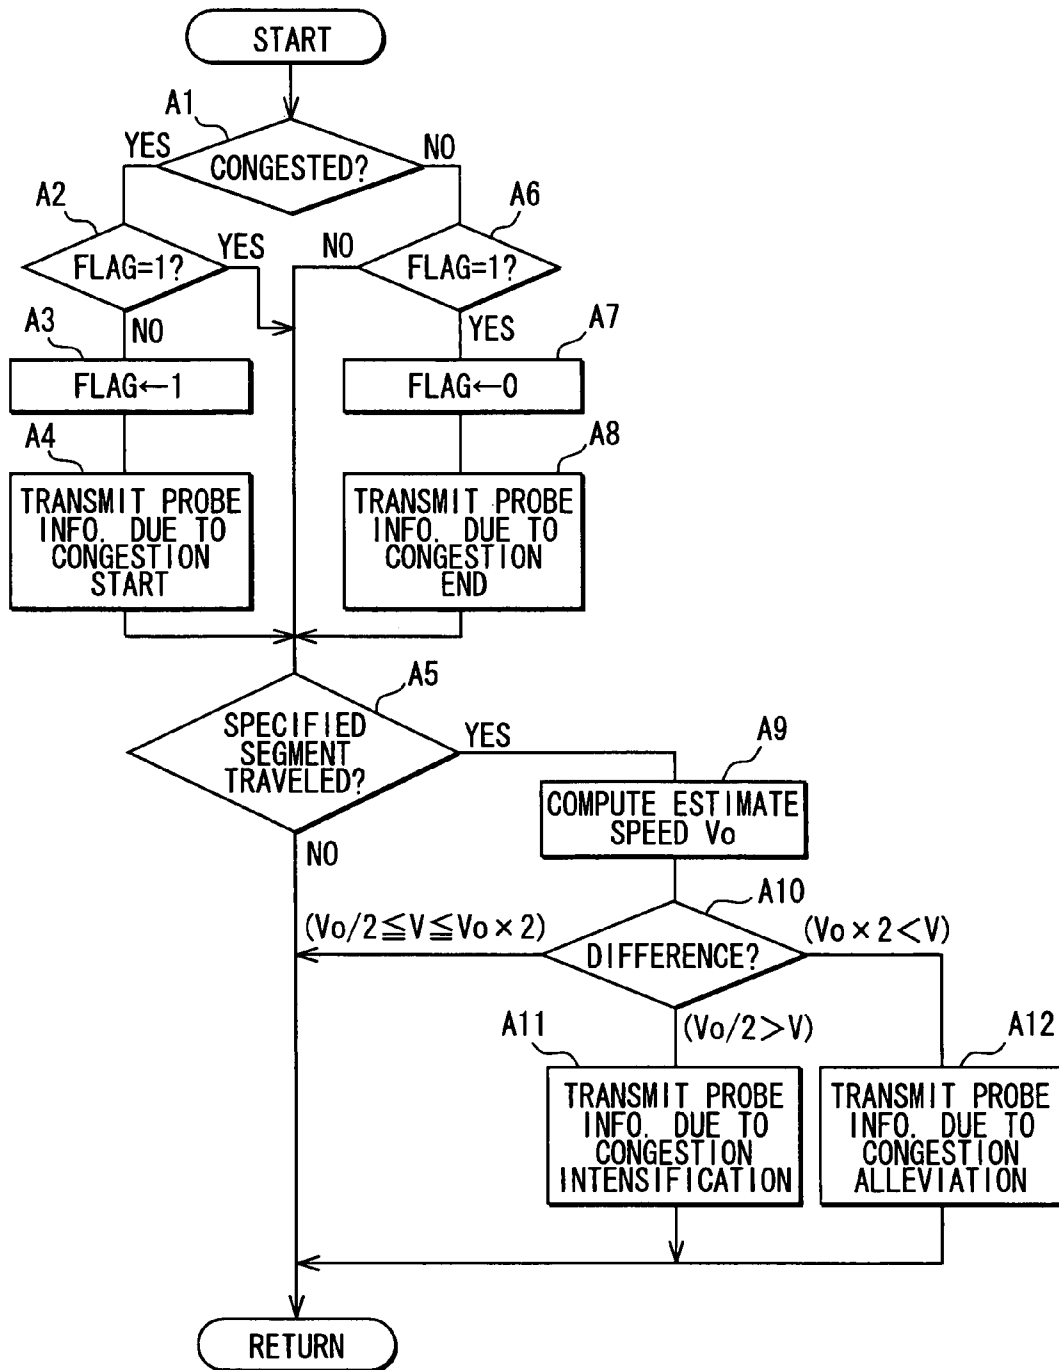 START
A1
YES
CONGESTED?
NO
A2
FLAG=1?
YES
A6
NO
FLAG=1?
A3
NO
FLAG←1
YES
A7
FLAG←0
A4
TRANSMIT PROBE
INFO. DUE TO
CONGESTION
START
A8
TRANSMIT PROBE
INFO. DUE TO
CONGESTION
END
A5
SPECIFIED
SEGMENT
TRAVELED?
YES
NO
A9
COMPUTE ESTIMATE
SPEED Vo
A10
(Vo/2≦V≦Vo×2)
DIFFERENCE?
(Vo×2<V)
(Vo/2>V)
A11
TRANSMIT PROBE
INFO. DUE TO
CONGESTION
INTENSIFICATION
A12
TRANSMIT PROBE
INFO. DUE TO
CONGESTION
ALLEVIATION
RETURN